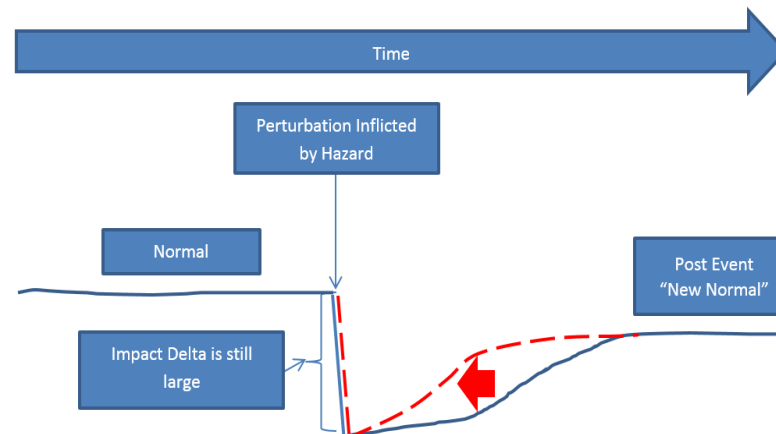 Time
Perturbation Inflicted
by Hazard
Normal
Post Event
“New Normal”
Impact Delta is still
large